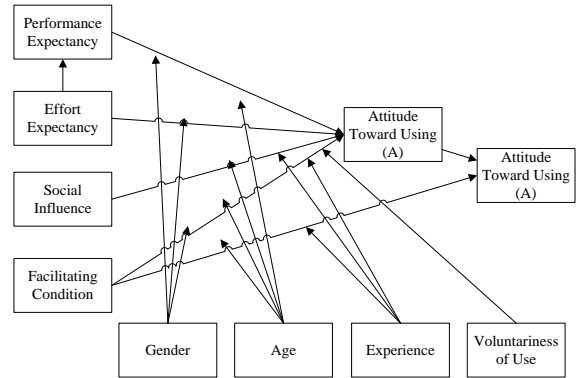 Performance
Expectancy
Effort
Expectancy
Attitude
Toward Using
(A)
Attitude
Toward Using
(A)
Social
Influence
Facilitating
Condition
Gender
Age
Experience
Voluntariness
of Use